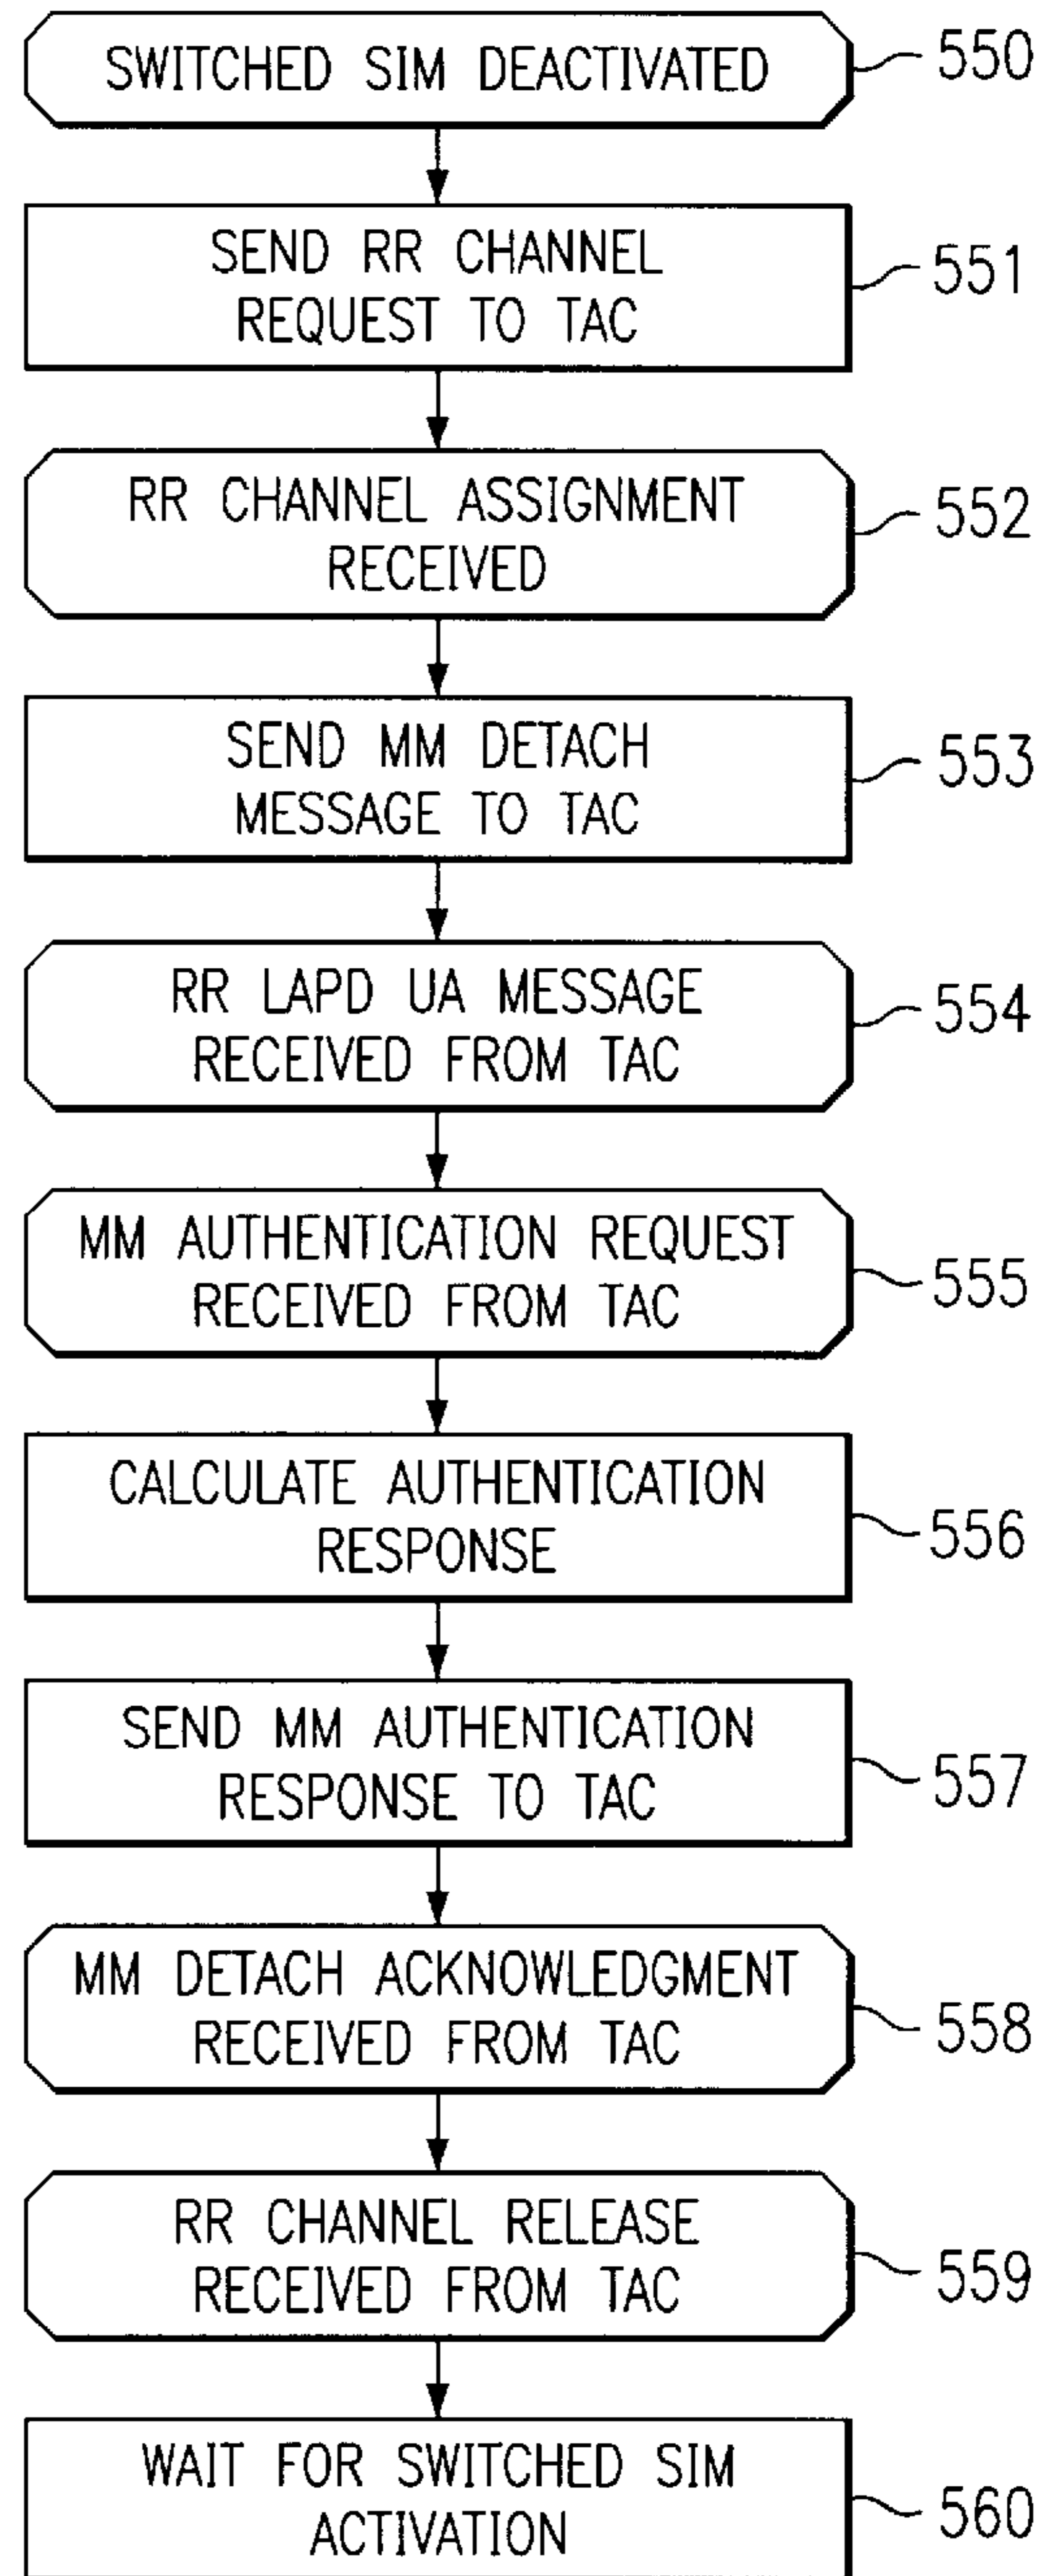 SWITCHED SIM DEACTIVATED
550
SEND RR CHANNEL
REQUEST TO TAC
551
RR CHANNEL ASSIGNMENT
RECEIVED
552
SEND MM DETACH
MESSAGE TO TAC
553
RR LAPD UA MESSAGE
RECEIVED FROM TAC
554
MM AUTHENTICATION REQUEST
RECEIVED FROM TAC
555
CALCULATE AUTHENTICATION
RESPONSE
556
SEND MM AUTHENTICATION
RESPONSE TO TAC
557
MM DETACH ACKNOWLEDGMENT
RECEIVED FROM TAC
558
RR CHANNEL RELEASE
RECEIVED FROM TAC
559
WAIT FOR SWITCHED SIM
ACTIVATION
560